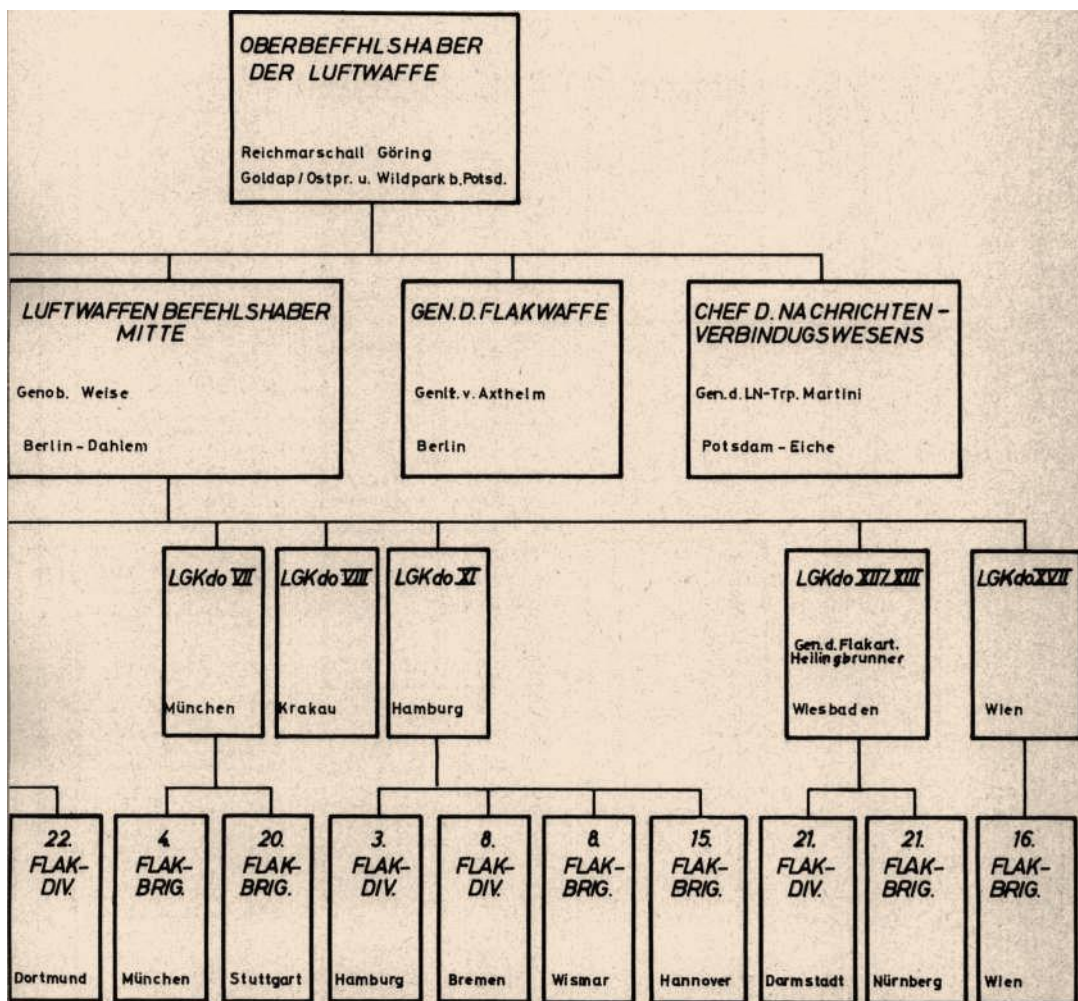 OBERBEFFHLSHABER
DER LUFTWAFFE
Reichmarschall Göring
Goldap/Ostpr. u. Wildpark b. Potsd.
LUFTWAFFEN BEFEHLSHABER
MITTE
Genob. Weise
Berlin-Dahlem
GEN. D. FLAKWAFFE
Genlt. v. Axthelm
Berlin
CHEF D. NACHRICHTEN-
VERBINDUGSWESENS
Gen. d. LN-Trp. Martini
Potsdam-Eiche
LGKdo VII
München
LGKdo VIII
Krakau
LGKdo XI
Hamburg
LGKdo XII/XIII
Gen. d. Flakart.
Heilingbrunner
Wiesbaden
LGKdo XVII
Wien
22.
FLAK-
DIV.
Dortmund
4.
FLAK-
BRIG.
München
20.
FLAK-
BRIG.
Stuttgart
3.
FLAK-
DIV.
Hamburg
8.
FLAK-
DIV.
Bremen
8.
FLAK-
BRIG.
Wismar
15.
FLAK-
BRIG.
Hannover
21.
FLAK-
DIV.
Darmstadt
21.
FLAK-
BRIG.
Nürnberg
16.
FLAK-
BRIG.
Wien